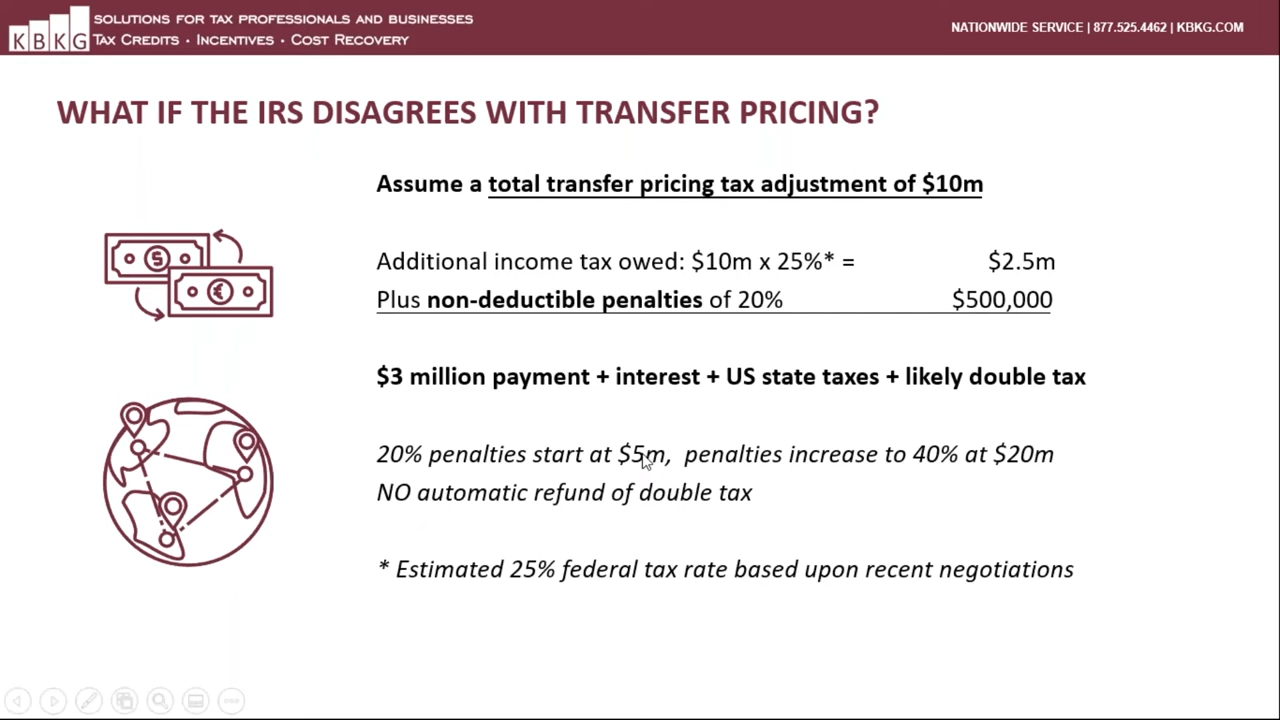 KBKG
SOLUTIONS FOR TAX PROFESSIONALS AND BUSINESSES
TAX CREDITS · INCENTIVES · COST RECOVERY
NATIONWIDE SERVICE | 877.525.4462 | KBKG.COM
WHAT IF THE IRS DISAGREES WITH TRANSFER PRICING?
Assume a total transfer pricing tax adjustment of $10m
Additional income tax owed: $10m x 25%* = $2.5m
Plus non-deductible penalties of 20% $500,000
$3 million payment + interest + US state taxes + likely double tax
20% penalties start at $5m, penalties increase to 40% at $20m
NO automatic refund of double tax
* Estimated 25% federal tax rate based upon recent negotiations
$
€